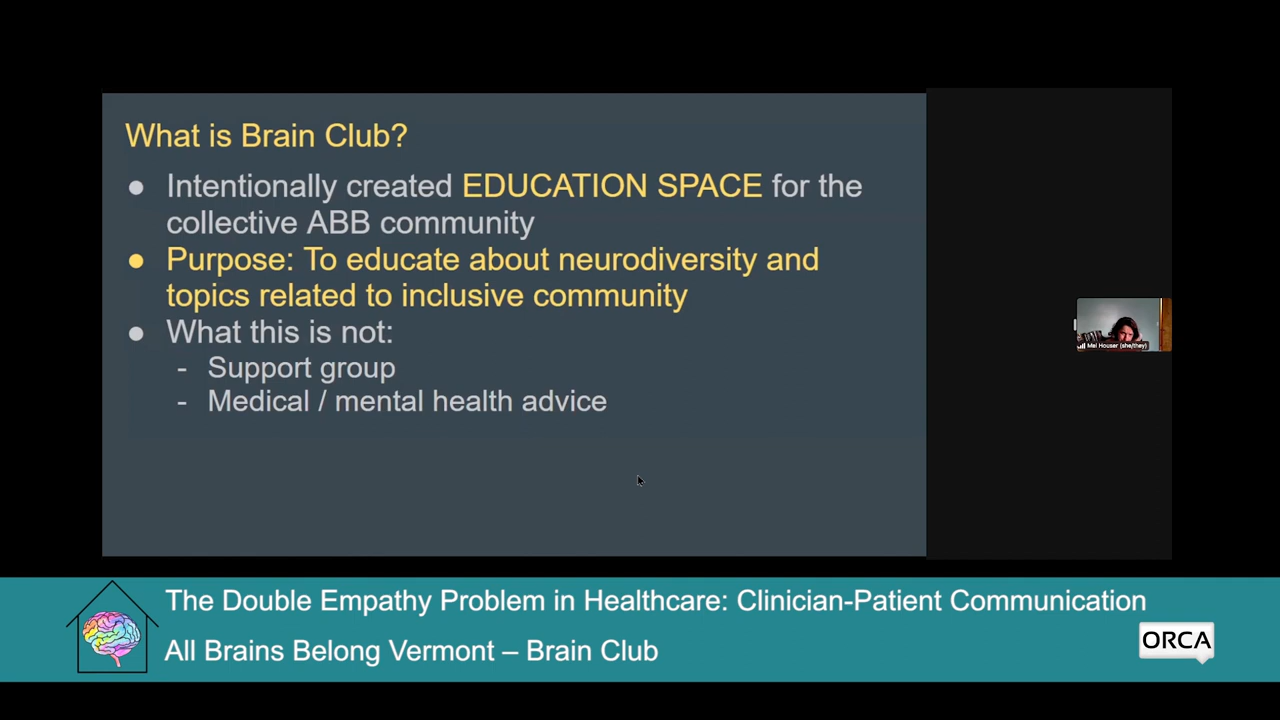 What is Brain Club?
● Intentionally created EDUCATION SPACE for the
collective ABB community
● Purpose: To educate about neurodiversity and
topics related to inclusive community
● What this is not:
- Support group
- Medical / mental health advice
Mel Houser (she/they)
The Double Empathy Problem in Healthcare: Clinician-Patient Communication
All Brains Belong Vermont – Brain Club
ORCA